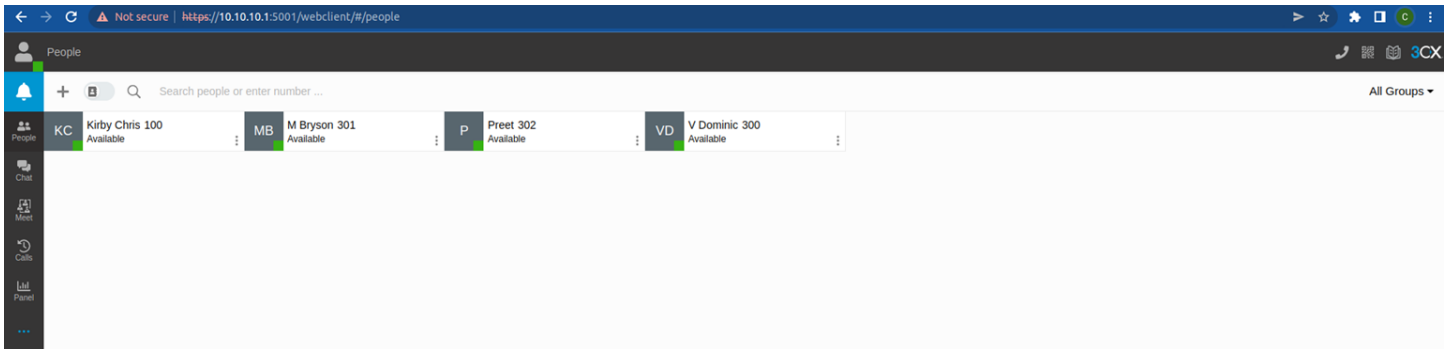 Not secure | https://10.10.10.1:5001/webclient/#/people
C
People
3CX
Search people or enter number ...
All Groups
People
KC
Kirby Chris 100
Available
MB
M Bryson 301
Available
P
Preet 302
Available
VD
V Dominic 300
Available
Chat
Meet
Calls
Panel